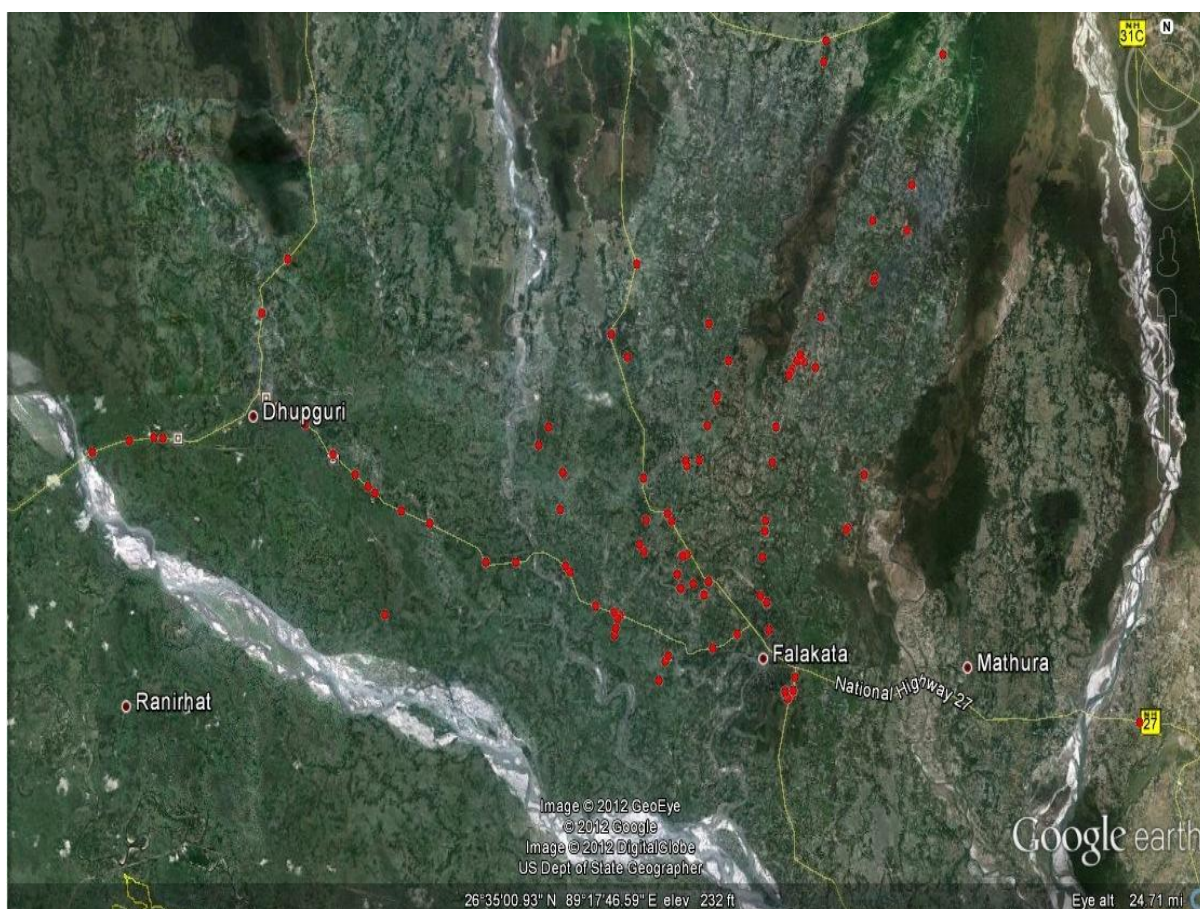 NH
31C
N
Dhupguri
Falakata
Mathura
National Highway 27
Ranirhat
27
Image © 2012 GeoEye
© 2012 Google
Image © 2012 DigitalGlobe
US Dept of State Geographer
Google earth
26°35'00.93" N 89°17'46.59" E elev 232 ft
Eye alt 24.71 mi